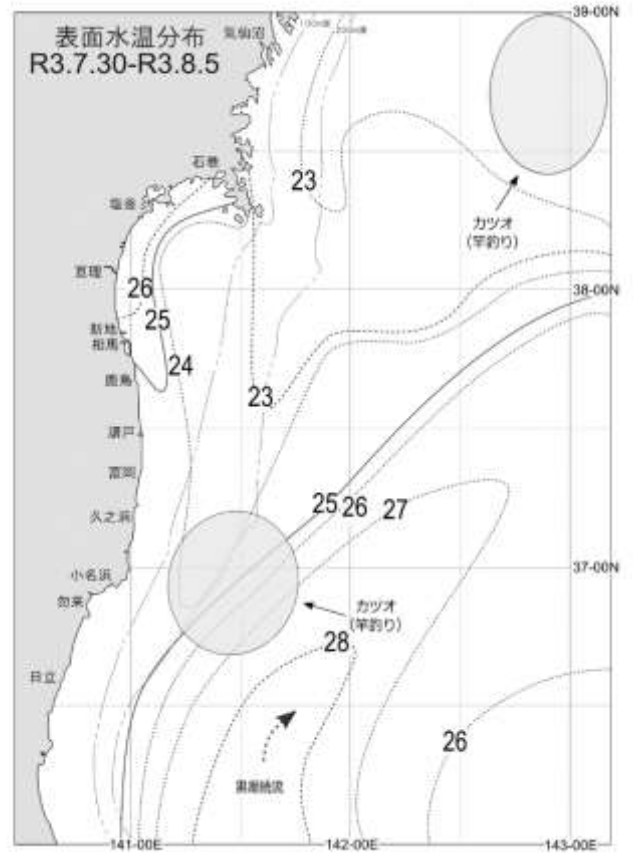 表面水温分布
R3.7.30-R3.8.5
気仙沼
39-00N
石巻
23
塩釜
カツオ
(竿釣り)
亘理
26
38-00N
25
新地
相馬
24
鹿島
23
請戸
富岡
25
26
27
久之浜
37-00N
小名浜
勿来
カツオ
(竿釣り)
28
日立
26
黒潮続流
141-00E
142-00E
143-00E